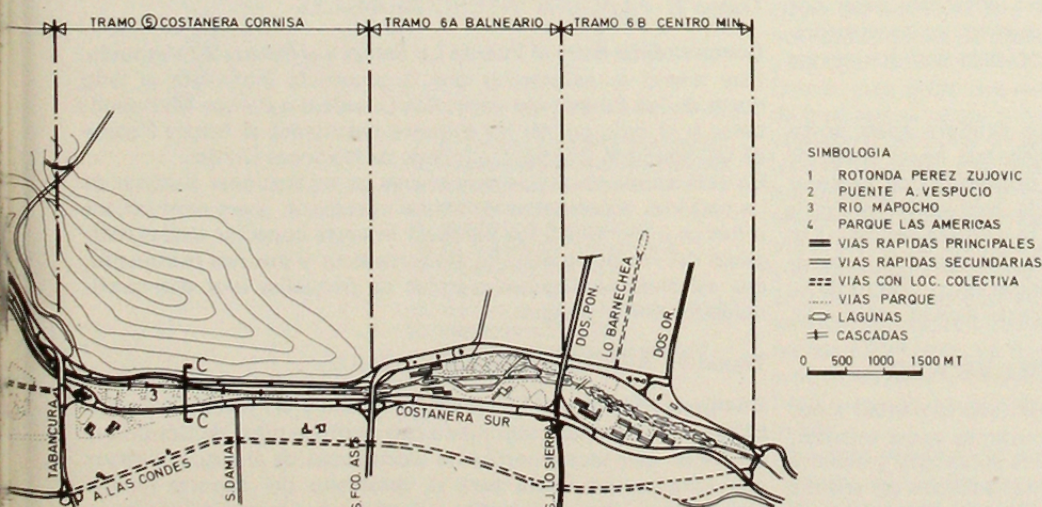 TRAMO 5 COSTANERA CORNISA
TRAMO 6A BALNEARIO
TRAMO 6B CENTRO MIN.
SIMBOLOGIA
1 ROTONDA PEREZ ZUJOVIC
2 PUENTE A. VESPUCIO
3 RIO MAPOCHO
4 PARQUE LAS AMERICAS
VIAS RAPIDAS PRINCIPALES
VIAS RAPIDAS SECUNDARIAS
VIAS CON LOC. COLECTIVA
VIAS PARQUE
LAGUNAS
CASCADAS
0 500 1000 1500 MT
DOS. PON.
LO BARNECHEA
DOS OR.
C
3
C
COSTANERA SUR
TABANCURA
A. LAS CONDES
S. DAMIAN
S. FCO. ASIS
S.J. LO SIERRA